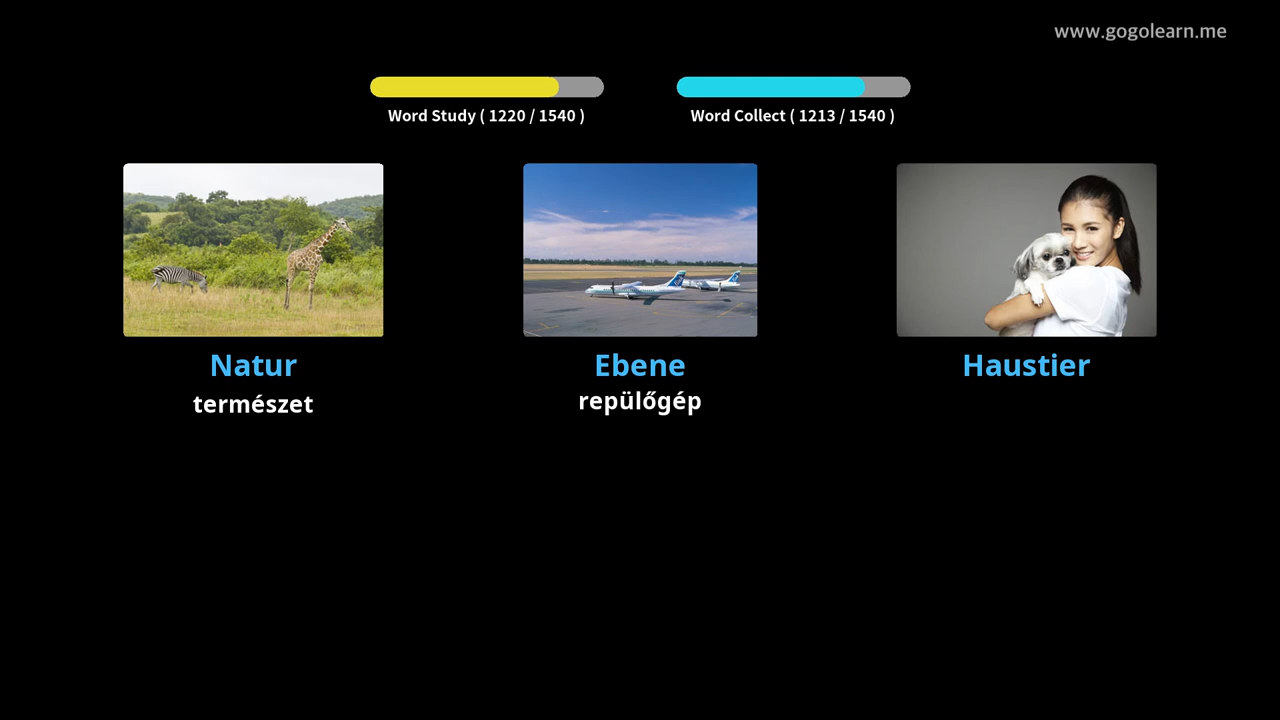 www.gogolearn.me
Word Study ( 1220 / 1540 )
Word Collect ( 1213 / 1540 )
Natur
természet
Ebene
repülőgép
Haustier